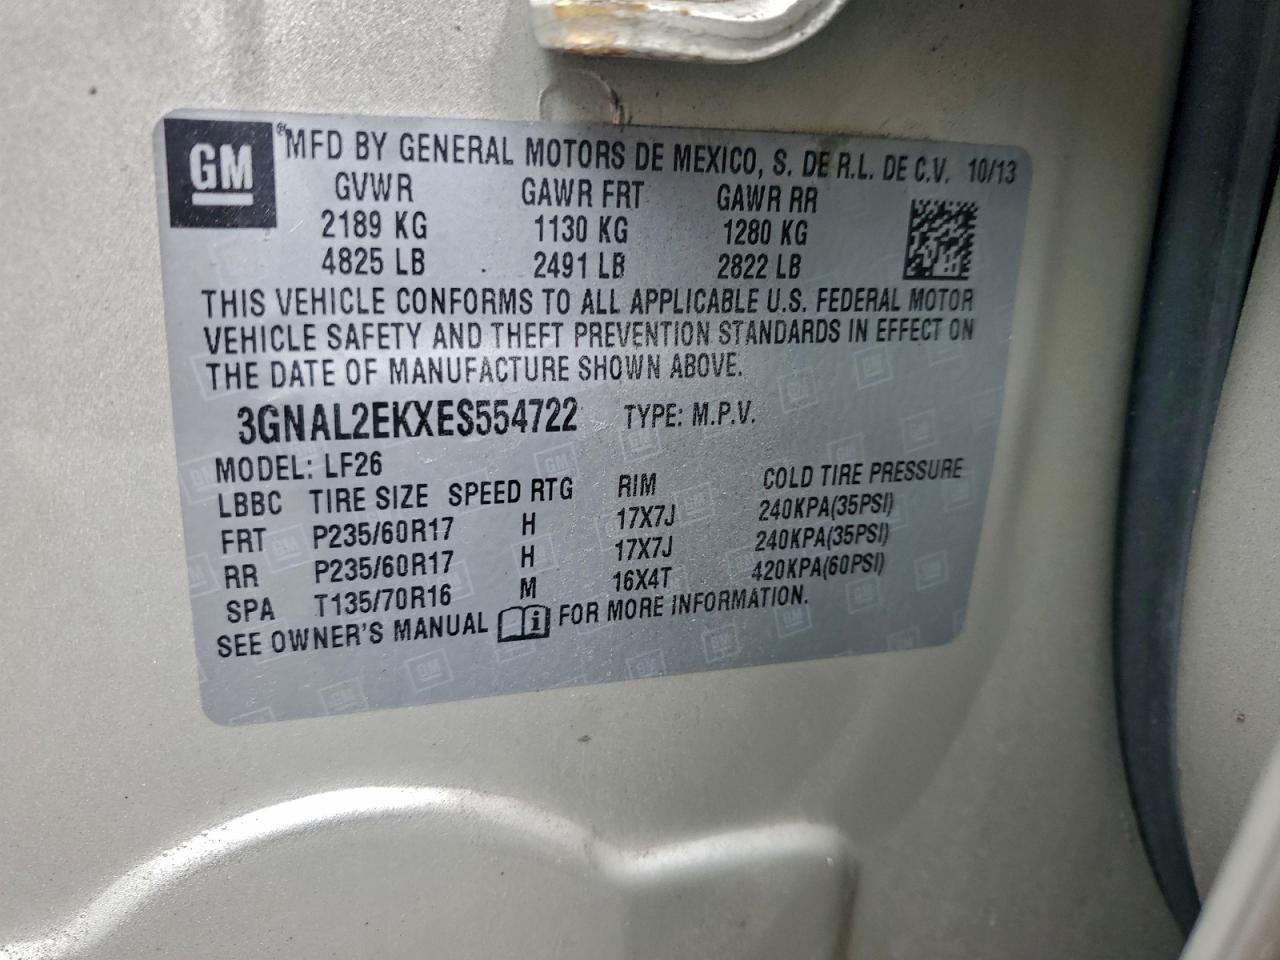 GM
® MFD BY GENERAL MOTORS DE MEXICO, S. DE R.L. DE C.V. 10/13
GVWR GAWR FRT GAWR RR
2189 KG 1130 KG 1280 KG
4825 LB 2491 LB 2822 LB
THIS VEHICLE CONFORMS TO ALL APPLICABLE U.S. FEDERAL MOTOR
VEHICLE SAFETY AND THEFT PREVENTION STANDARDS IN EFFECT ON
THE DATE OF MANUFACTURE SHOWN ABOVE.
3GNAL2EKXES554722 TYPE: M.P.V.
MODEL: LF26
LBBC TIRE SIZE SPEED RTG RIM COLD TIRE PRESSURE
FRT P235/60R17 H 17X7J 240KPA(35PSI)
RR P235/60R17 H 17X7J 240KPA(35PSI)
SPA T135/70R16 M 16X4T 420KPA(60PSI)
SEE OWNER'S MANUAL i FOR MORE INFORMATION.